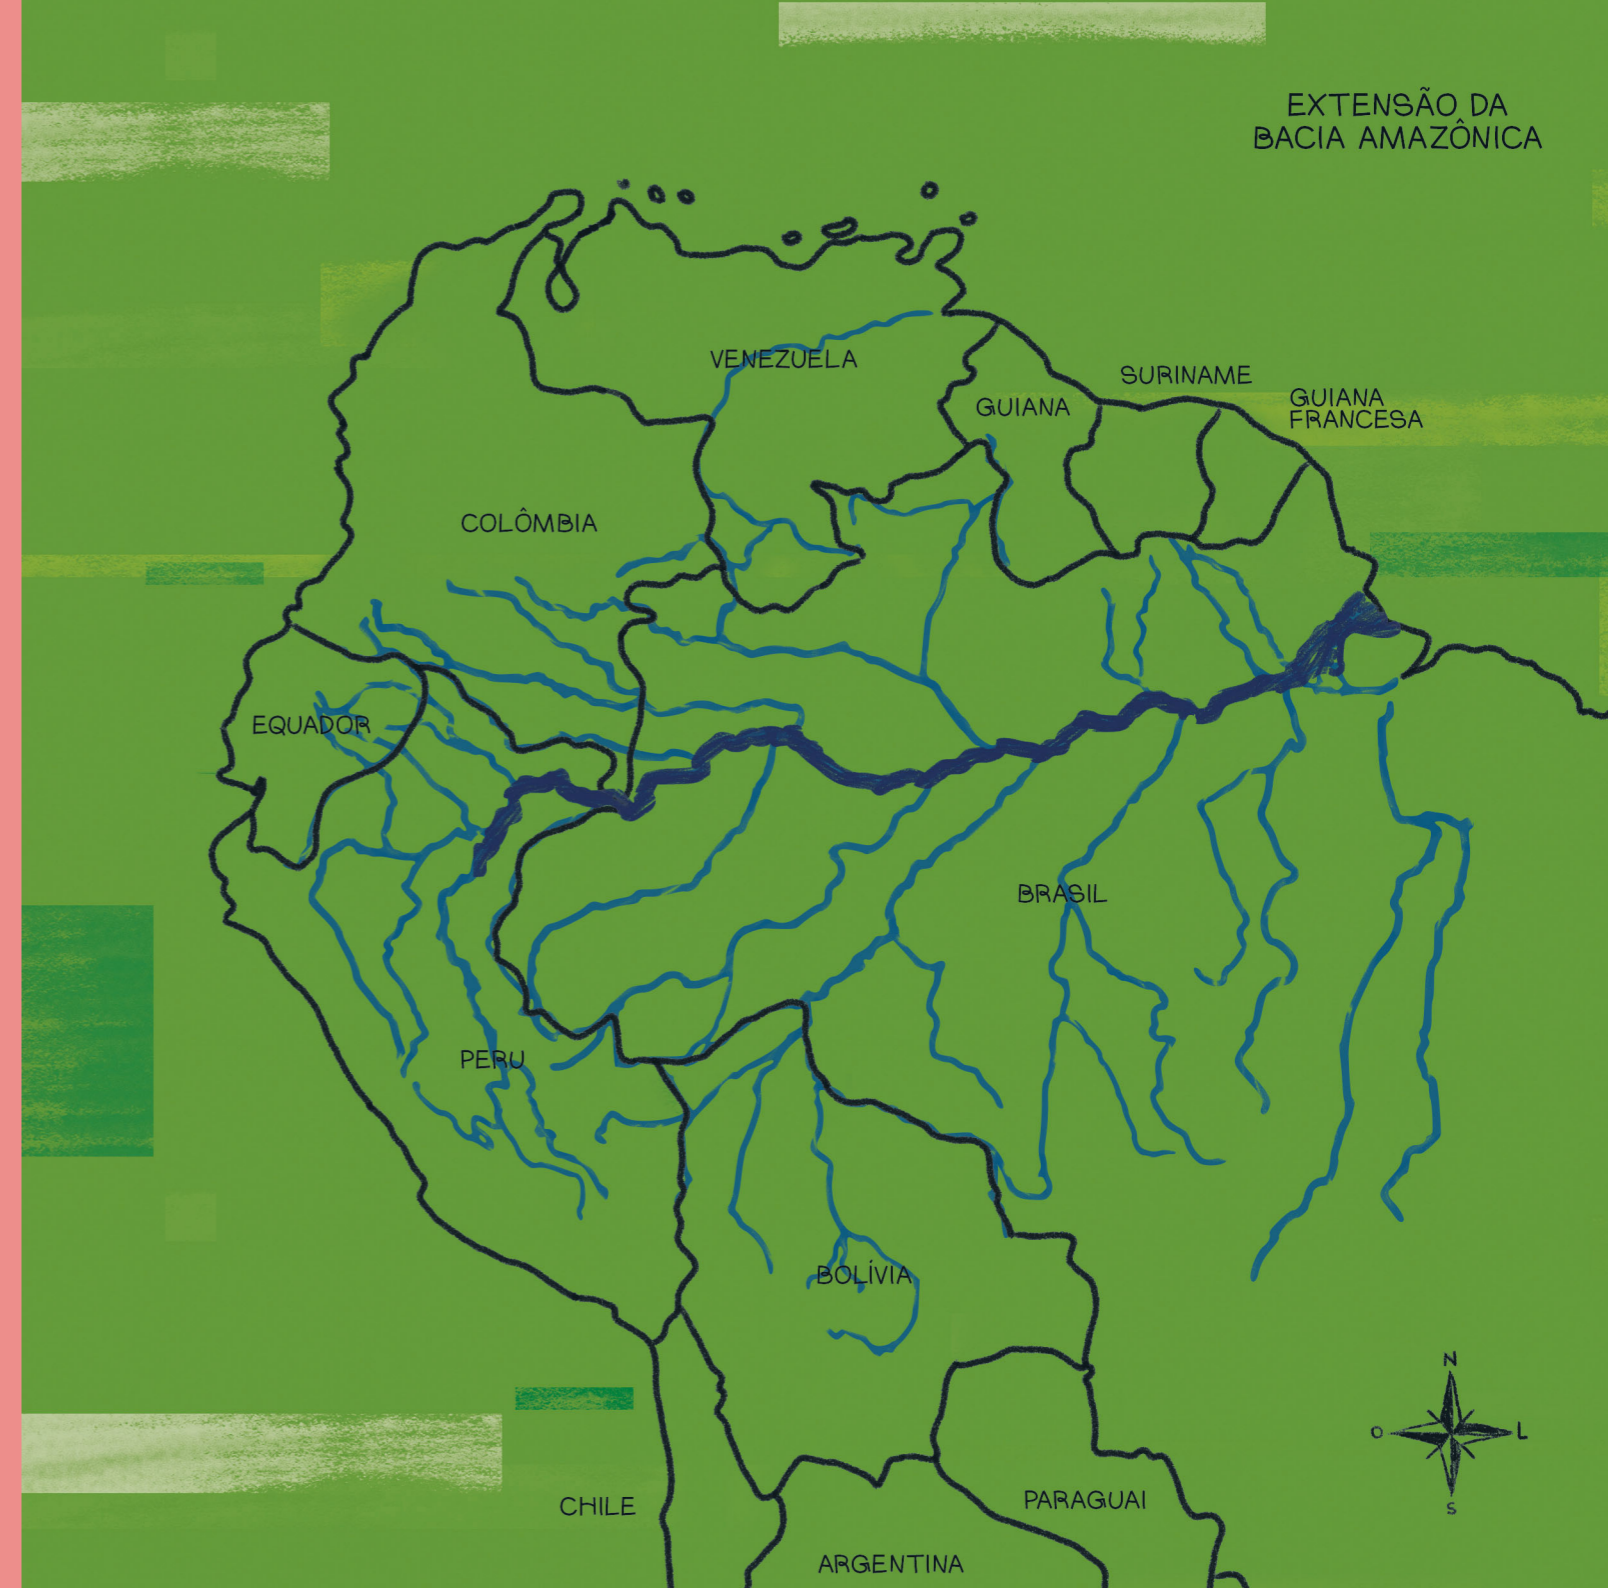 EXTENSÃO DA
BACIA AMAZÔNICA
VENEZUELA
SURINAME
GUIANA
GUIANA
FRANCESA
COLÔMBIA
EQUADOR
BRASIL
PERU
BOLÍVIA
N
O
L
S
CHILE
PARAGUAI
ARGENTINA